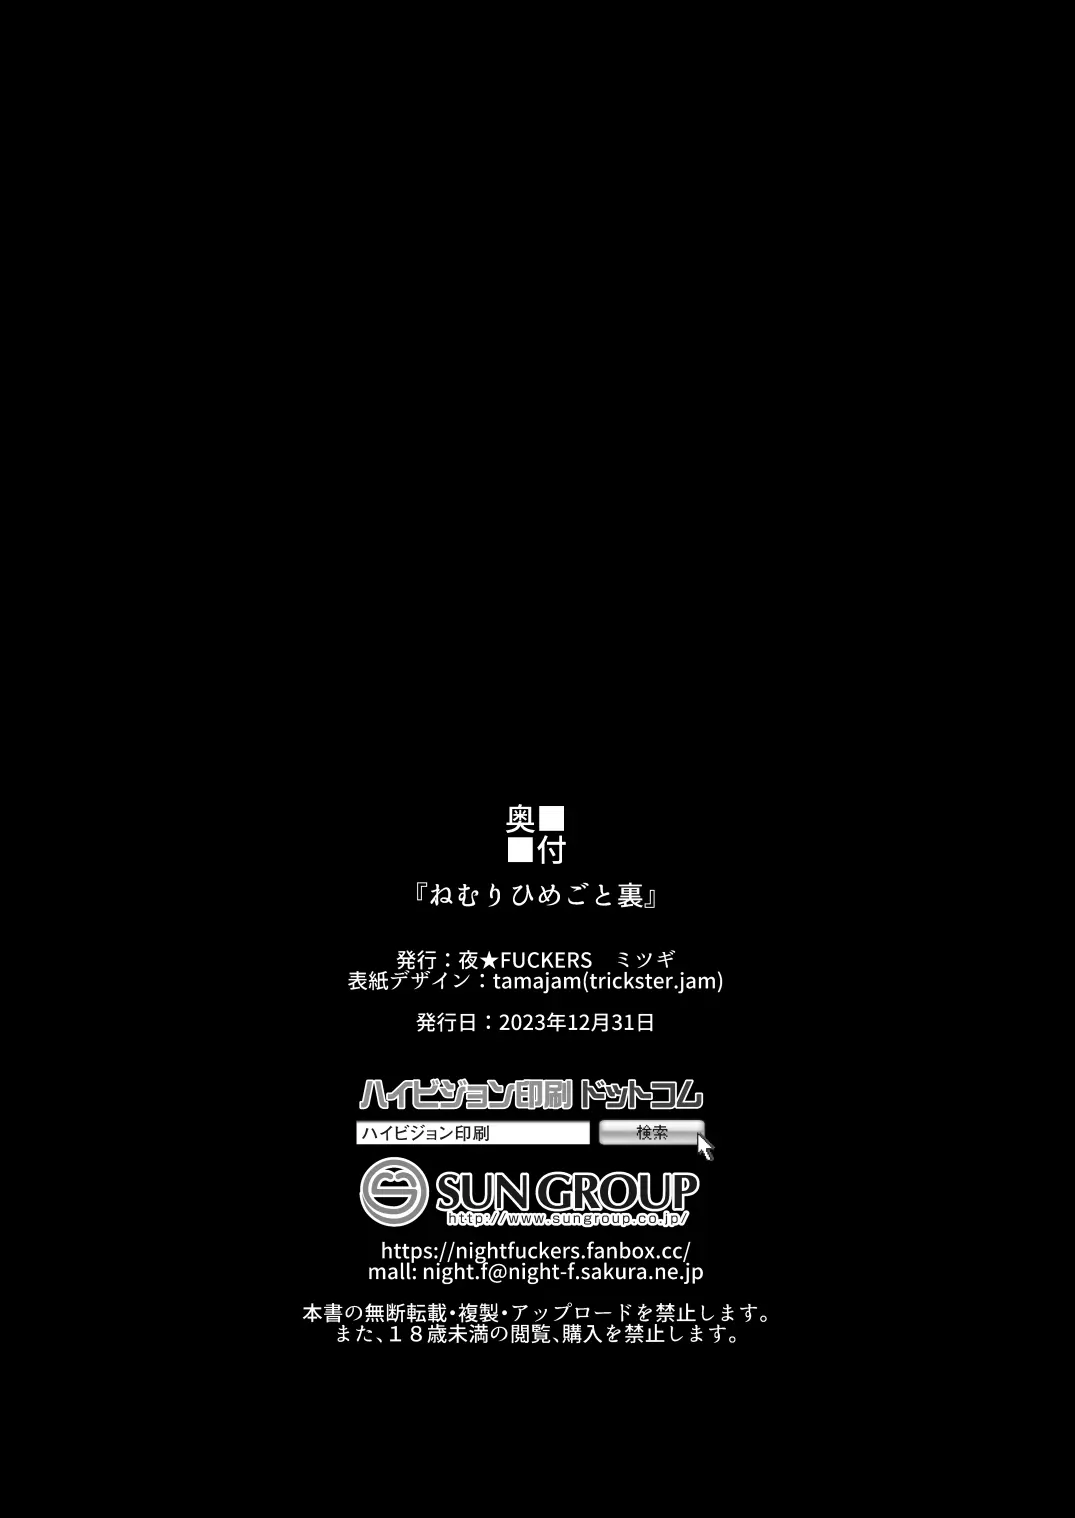 奥■
■付
『ねむりひめごと裏』
発行：夜★FUCKERS　ミツギ
表紙デザイン：tamajam(trickster.jam)
発行日：2023年12月31日
ハイビジョン印刷 ドットコム
ハイビジョン印刷 検索
SUN GROUP
http://www.sungroup.co.jp/
https://nightfuckers.fanbox.cc/
mall: night.f@night-f.sakura.ne.jp
本書の無断転載・複製・アップロードを禁止します。
また、１８歳未満の閲覧、購入を禁止します。